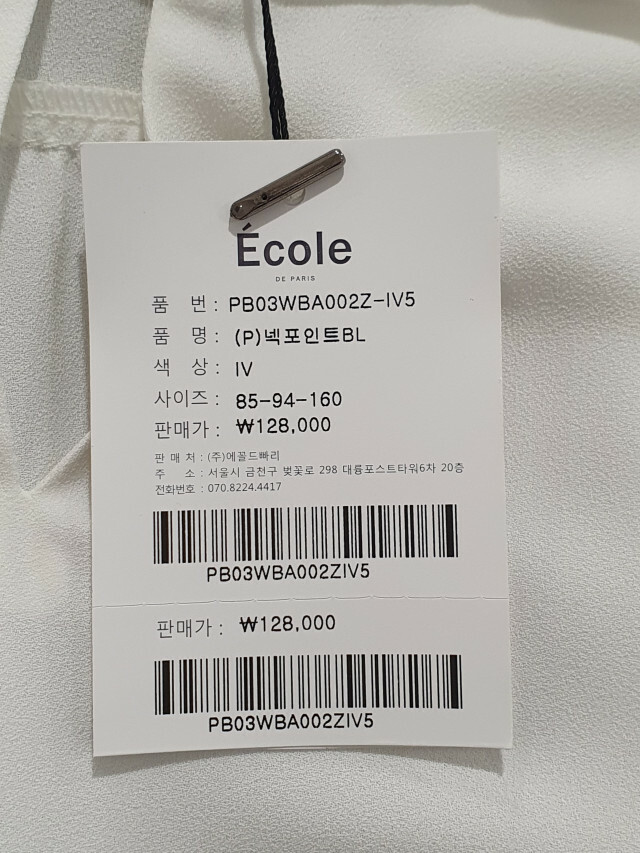 École
DE PARIS
품 번 : PB03WBA002Z-IV5
품 명 : (P)넥포인트BL
색 상 : IV
사이즈 : 85-94-160
판매가 : ₩128,000
판 매 처 : (주)에꼴드빠리
주 소 : 서울시 금천구 벚꽃로 298 대륭포스트타워6차 20층
전화번호 : 070.8224.4417
PB03WBA002ZIV5
판매가 : ₩128,000
PB03WBA002ZIV5